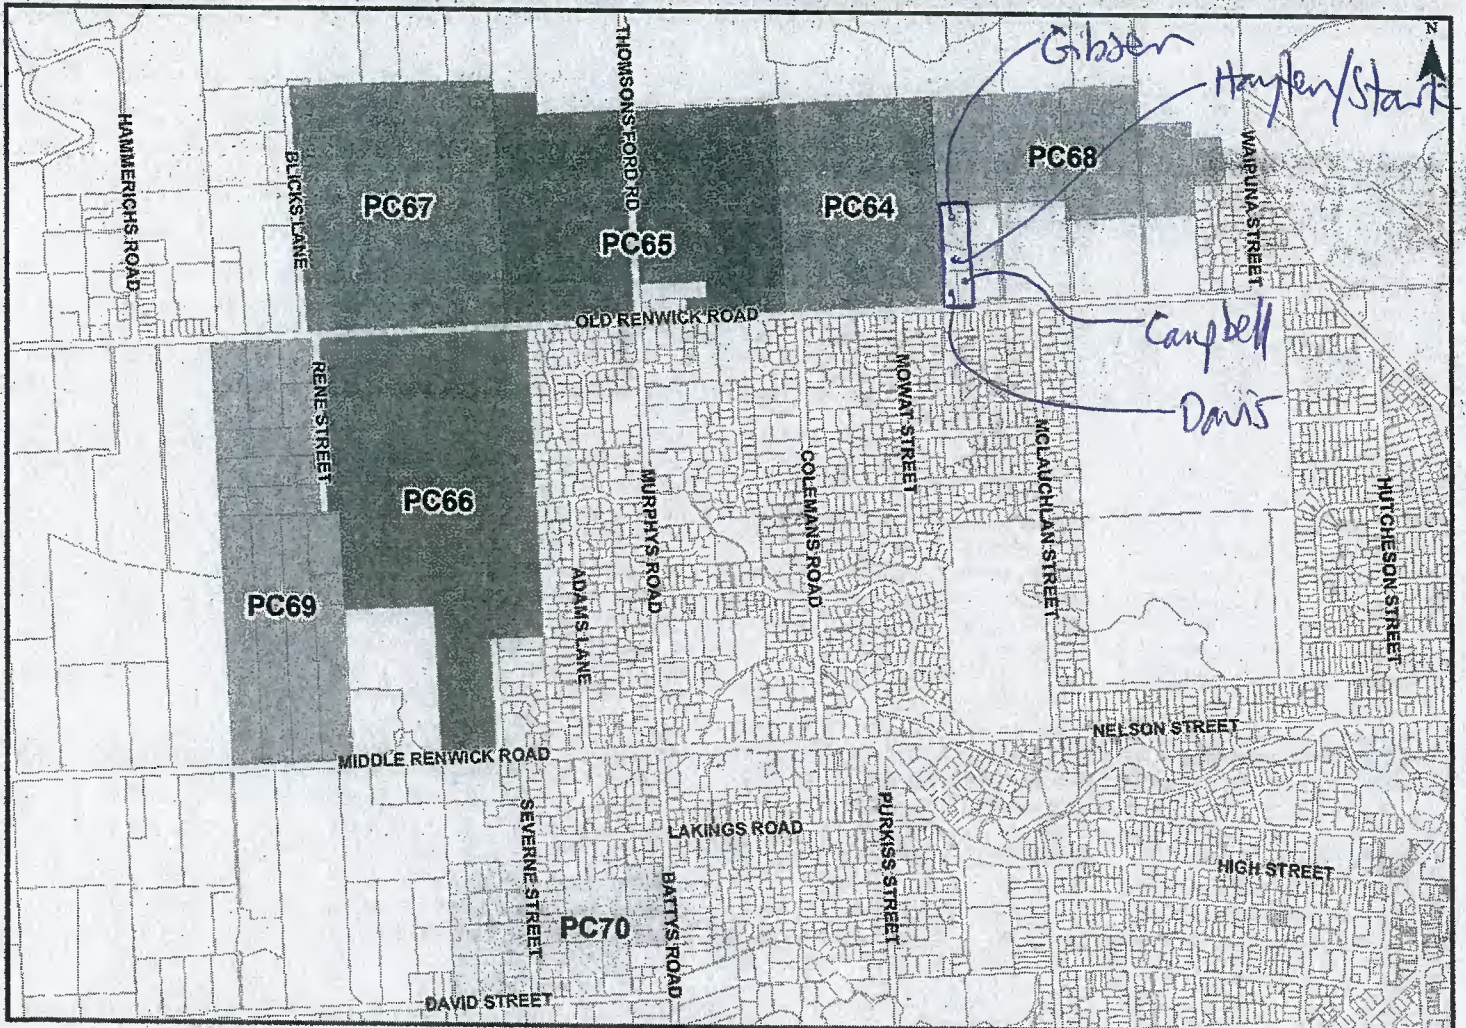 Gibson
N
Hayten/Stark
THOMSONS FORD RD
HAMMERICHS ROAD
BLICKS LANE
WAIPUNA STREET
PC68
PC67
PC64
PC65
OLD RENWICK ROAD
Campbell
Davis
RENE STREET
MOWAT STREET
MCLAUCHLAN STREET
COLEMANS ROAD
MURPHYS ROAD
HUTCHESON STREET
PC66
ADAMS LANE
PC69
NELSON STREET
MIDDLE RENWICK ROAD
SEVERNE STREET
LAKINGS ROAD
PURKISS STREET
HIGH STREET
BATTYS ROAD
PC70
DAVID STREET